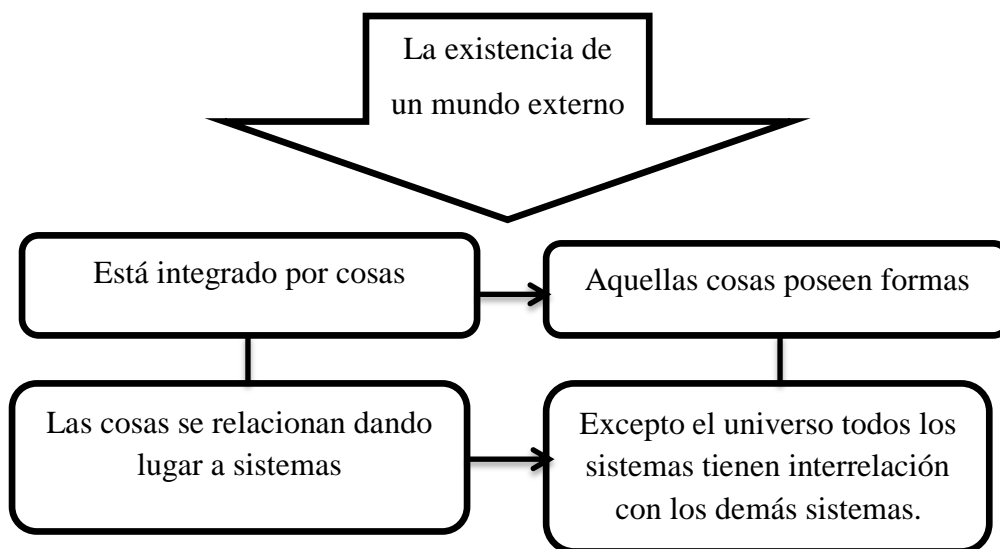 La existencia de
un mundo externo
Está integrado por cosas
Aquellas cosas poseen formas
Las cosas se relacionan dando
lugar a sistemas
Excepto el universo todos los
sistemas tienen interrelación
con los demás sistemas.